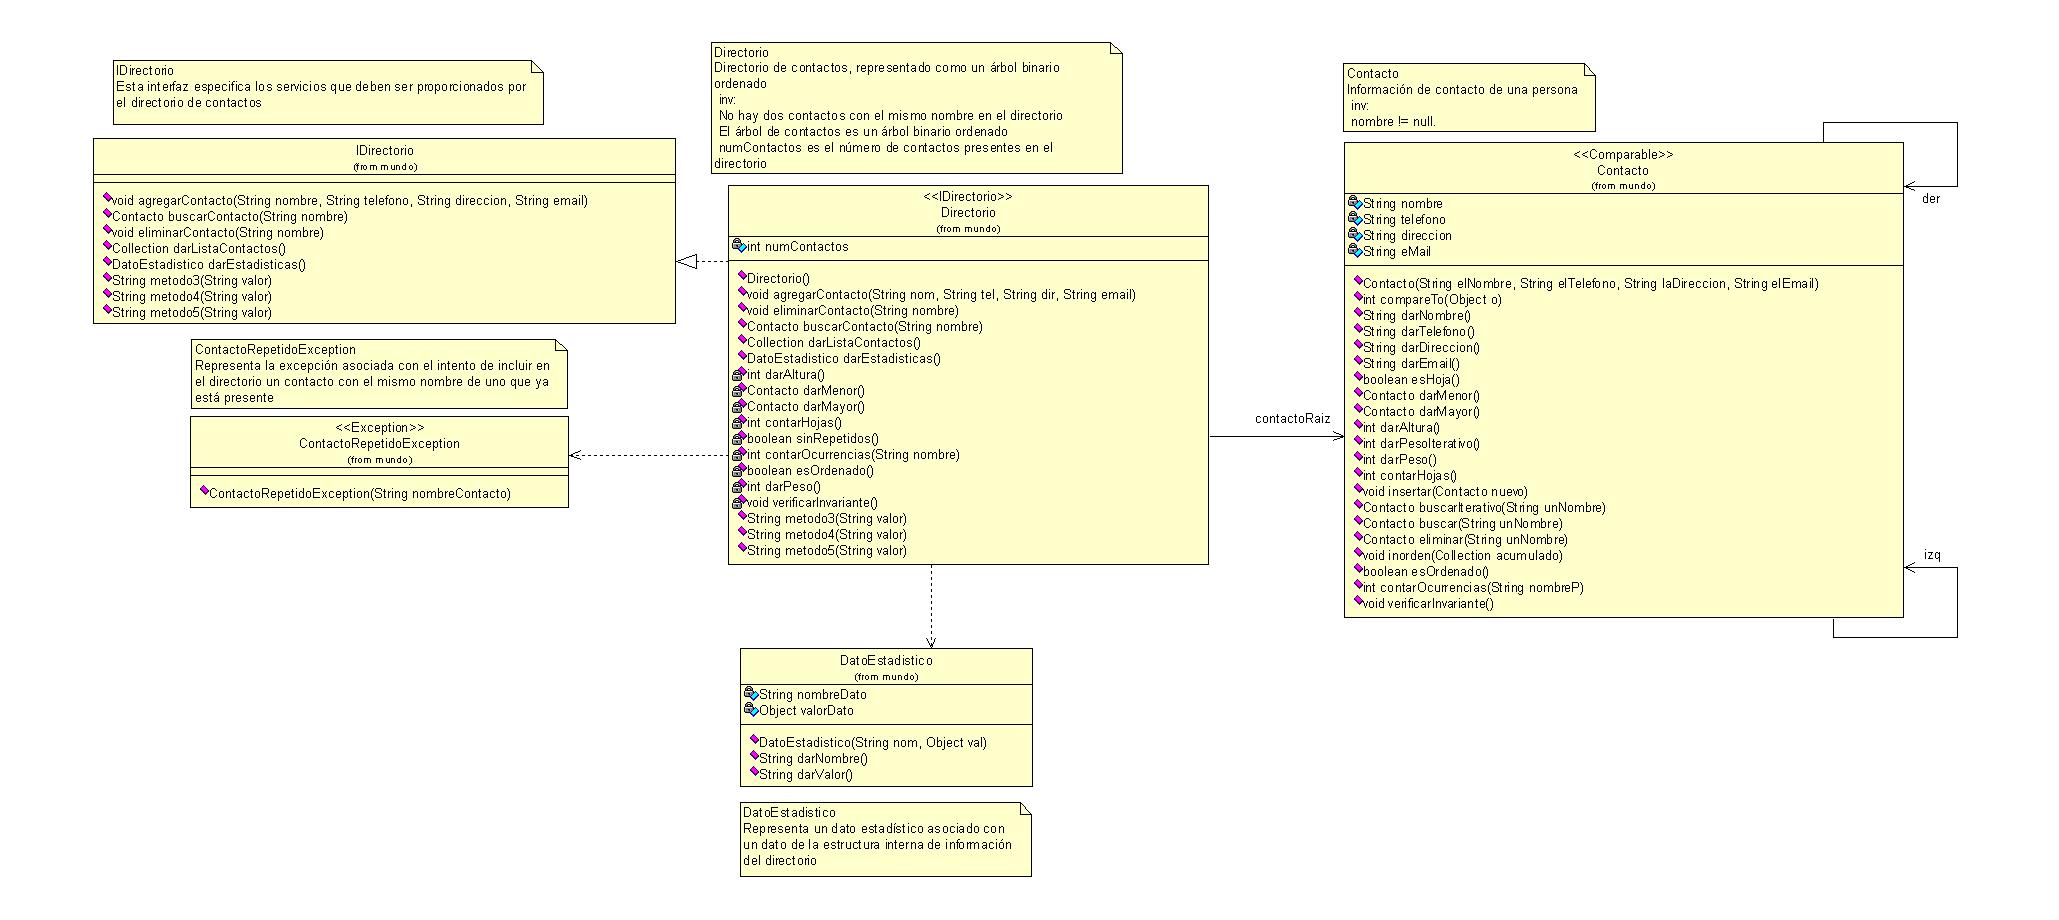 IDirectorio
Esta interfaz especifica los servicios que deben ser proporcionados por
el directorio de contactos
IDirectorio
(from mundo)
void agregarContacto(String nombre, String telefono, String direccion, String email)
Contacto buscarContacto(String nombre)
void eliminarContacto(String nombre)
Collection darListaContactos()
DatoEstadistico darEstadisticas()
String metodo3(String valor)
String metodo4(String valor)
String metodo5(String valor)
ContactoRepetidoException
Representa la excepción asociada con el intento de incluir en
el directorio un contacto con el mismo nombre de uno que ya
está presente
<<Exception>>
ContactoRepetidoException
(from mundo)
ContactoRepetidoException(String nombreContacto)
Directorio
Directorio de contactos, representado como un árbol binario
ordenado
inv:
No hay dos contactos con el mismo nombre en el directorio
El árbol de contactos es un árbol binario ordenado
numContactos es el número de contactos presentes en el
directorio
<<IDirectorio>>
Directorio
(from mundo)
int numContactos
Directorio()
void agregarContacto(String nom, String tel, String dir, String email)
void eliminarContacto(String nombre)
Contacto buscarContacto(String nombre)
Collection darListaContactos()
DatoEstadistico darEstadisticas()
int darAltura()
Contacto darMenor()
Contacto darMayor()
int contarHojas()
boolean sinRepetidos()
int contarOcurrencias(String nombre)
boolean esOrdenado()
int darPeso()
void verificarInvariante()
String metodo3(String valor)
String metodo4(String valor)
String metodo5(String valor)
contactoRaiz
DatoEstadistico
(from mundo)
String nombreDato
Object valorDato
DatoEstadistico(String nom, Object val)
String darNombre()
String darValor()
DatoEstadistico
Representa un dato estadístico asociado con
un dato de la estructura interna de información
del directorio
Contacto
Información de contacto de una persona
inv:
nombre != null.
<<Comparable>>
Contacto
(from mundo)
String nombre
String telefono
String direccion
String eMail
Contacto(String elNombre, String elTelefono, String laDireccion, String elEmail)
int compareTo(Object o)
String darNombre()
String darTelefono()
String darDireccion()
String darEmail()
boolean esHoja()
Contacto darMenor()
Contacto darMayor()
int darAltura()
int darPesoIterativo()
int darPeso()
int contarHojas()
void insertar(Contacto nuevo)
Contacto buscarIterativo(String unNombre)
Contacto buscar(String unNombre)
Contacto eliminar(String unNombre)
void inorden(Collection acumulado)
boolean esOrdenado()
int contarOcurrencias(String nombreP)
void verificarInvariante()
der
izq